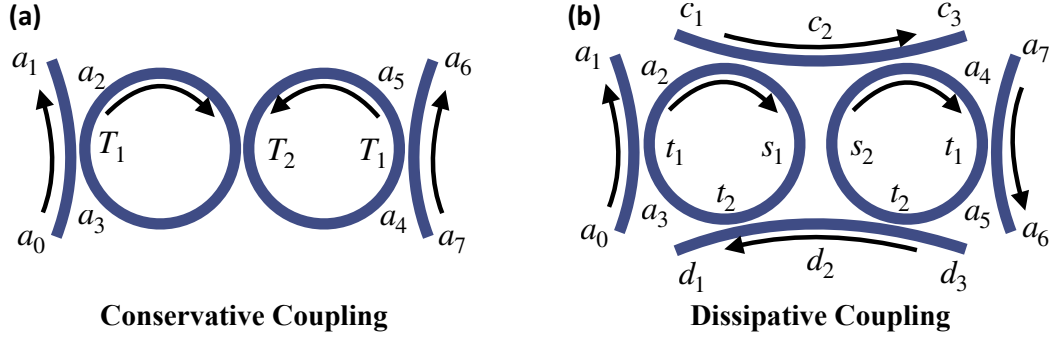 (a)
a1 a2 a5 a6
T1 T2 T1
a0 a3 a4 a7
Conservative Coupling
(b)
c1 c2 c3
a1 a2 a4 a7
t1 s1 s2 t1
a0 a3 t2 t2 a5 a6
d1 d2 d3
Dissipative Coupling